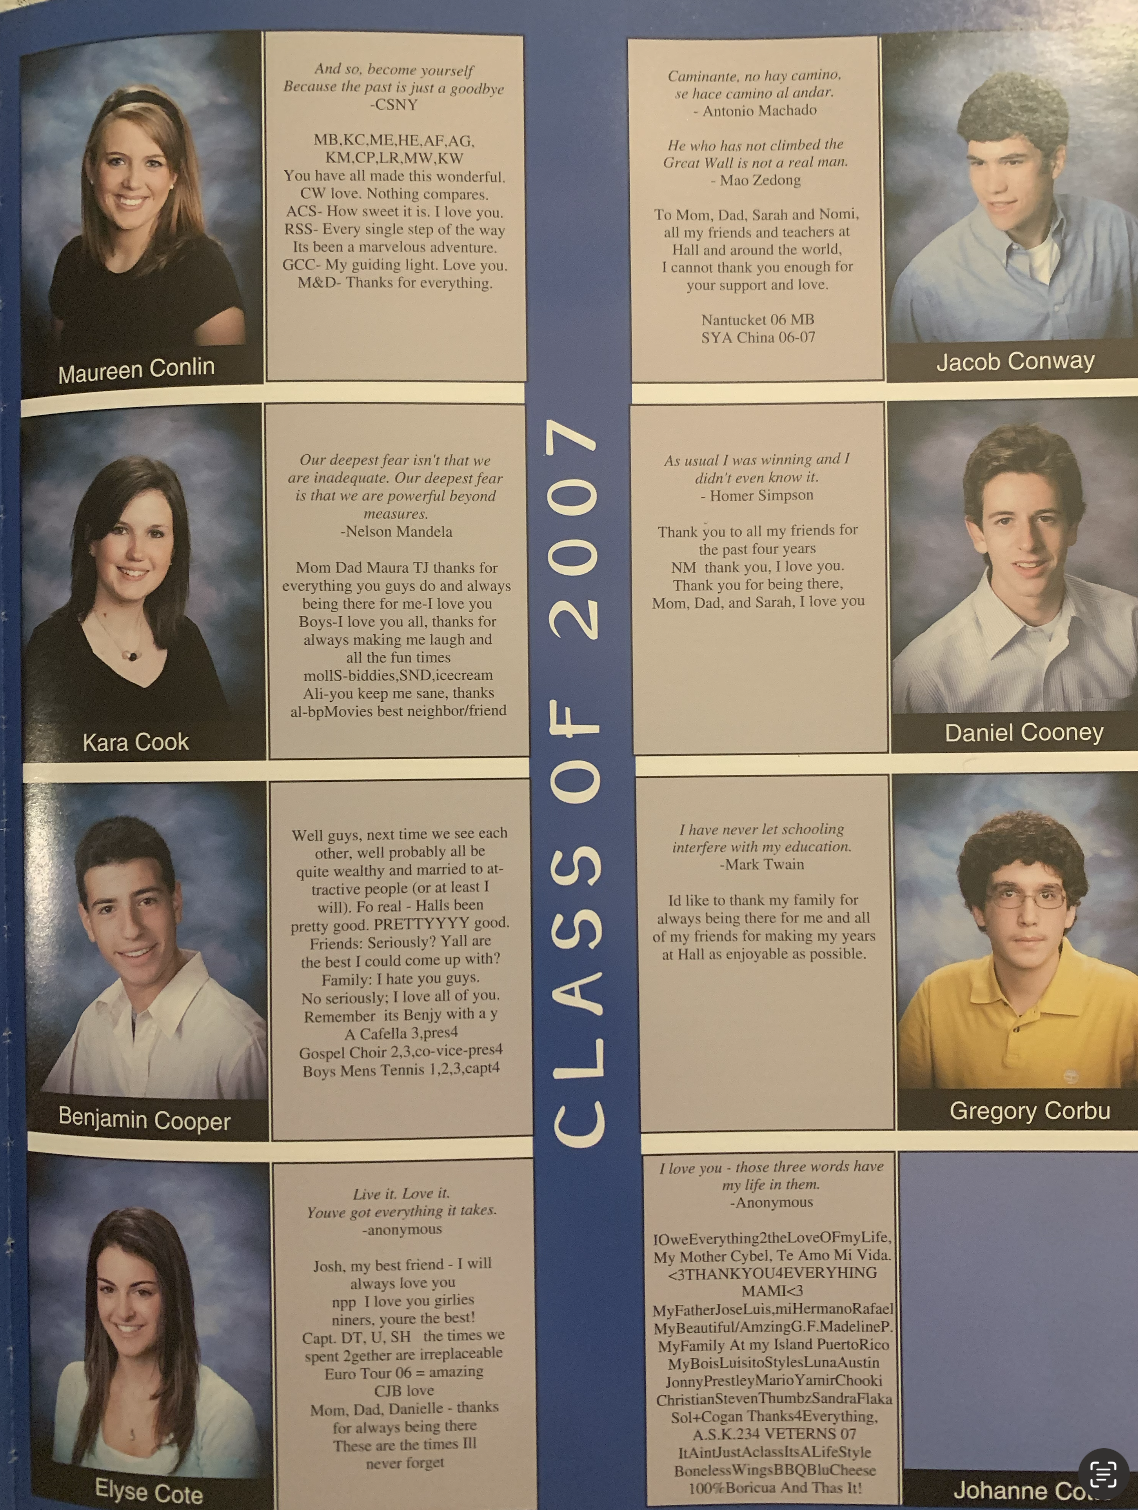 And so, become yourself
Because the past is just a goodbye
-CSNY
MB,KC,ME,HE,AF,AG,
KM,CP,LR,MW,KW
You have all made this wonderful.
CW love. Nothing compares.
ACS- How sweet it is. I love you.
RSS- Every single step of the way
Its been a marvelous adventure.
GCC- My guiding light. Love you.
M&D- Thanks for everything.
Maureen Conlin
Caminante, no hay camino,
se hace camino al andar.
- Antonio Machado
He who has not climbed the
Great Wall is not a real man.
- Mao Zedong
To Mom, Dad, Sarah and Nomi,
all my friends and teachers at
Hall and around the world,
I cannot thank you enough for
your support and love.
Nantucket 06 MB
SYA China 06-07
Jacob Conway
Our deepest fear isn't that we
are inadequate. Our deepest fear
is that we are powerful beyond
measures.
-Nelson Mandela
Mom Dad Maura TJ thanks for
everything you guys do and always
being there for me-I love you
Boys-I love you all, thanks for
always making me laugh and
all the fun times
mollS-biddies,SND,icecream
Ali-you keep me sane, thanks
al-bpMovies best neighbor/friend
Kara Cook
As usual I was winning and I
didn't even know it.
- Homer Simpson
Thank you to all my friends for
the past four years
NM thank you, I love you.
Thank you for being there,
Mom, Dad, and Sarah, I love you
Daniel Cooney
CLASS OF 2007
Well guys, next time we see each
other, well probably all be
quite wealthy and married to at-
tractive people (or at least I
will). Fo real - Halls been
pretty good. PRETTYYYY good.
Friends: Seriously? Yall are
the best I could come up with?
Family: I hate you guys.
No seriously; I love all of you.
Remember its Benjy with a y
A Cafella 3,pres4
Gospel Choir 2,3,co-vice-pres4
Boys Mens Tennis 1,2,3,capt4
Benjamin Cooper
I have never let schooling
interfere with my education.
-Mark Twain
Id like to thank my family for
always being there for me and all
of my friends for making my years
at Hall as enjoyable as possible.
Gregory Corbu
Live it. Love it.
Youve got everything it takes.
-anonymous
Josh, my best friend - I will
always love you
npp I love you girlies
niners, youre the best!
Capt. DT, U, SH the times we
spent 2gether are irreplaceable
Euro Tour 06 = amazing
CJB love
Mom, Dad, Danielle - thanks
for always being there
These are the times Ill
never forget
Elyse Cote
I love you - those three words have
my life in them.
-Anonymous
IOweEverything2theLoveOFmyLife,
My Mother Cybel, Te Amo Mi Vida.
<3THANKYOU4EVERYHING
MAMI<3
MyFatherJoseLuis,miHermanoRafael
MyBeautiful/AmzingG.F.MadelineP.
MyFamily At my Island PuertoRico
MyBoisLuisitoStylesLunaAustin
JonnyPrestleyMarioYamirChooki
ChristianStevenThumbzSandraFlaka
Sol+Cogan Thanks4Everything,
A.S.K.234 VETERNS 07
ItAintJustAclassItsALifeStyle
BonelessWingsBBQBluCheese
100%Boricua And Thas It!
Johanne